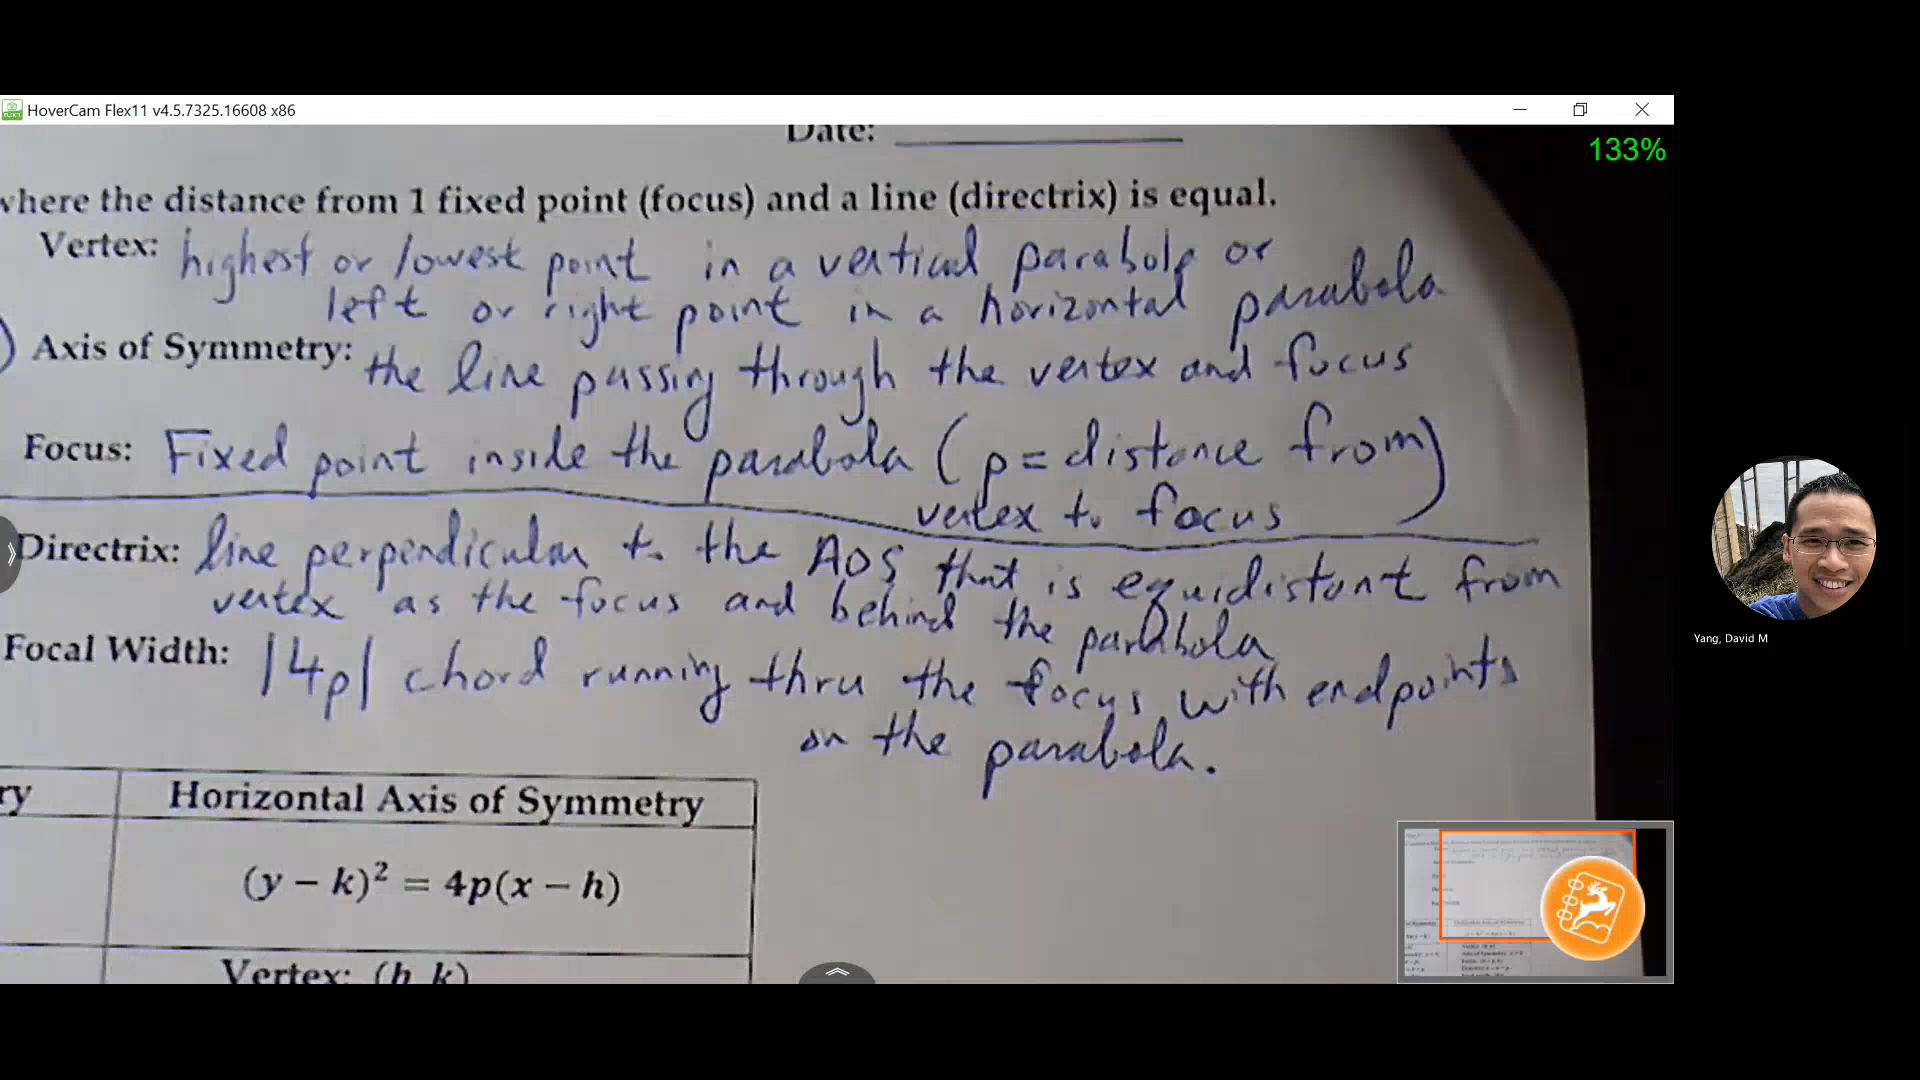 HoverCam Flex11 v4.5.7325.16608 x86
133%
Date:
where the distance from 1 fixed point (focus) and a line (directrix) is equal.
Vertex: highest or lowest point in a vertical parabola or
left or right point in a horizontal parabola
Axis of Symmetry: the line passing through the vertex and focus
Focus: Fixed point inside the parabola (p = distance from)
vertex to focus
Directrix: line perpendicular to the AOS that is equidistant from
vertex as the focus and behind the parabola
Focal Width: |4p| chord running thru the focus with endpoints
on the parabola.
ry
Horizontal Axis of Symmetry
(y − k)² = 4p(x − h)
Vertex: (h, k)
Yang, David M